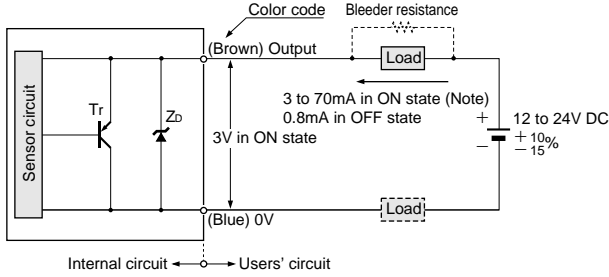 Color code
Bleeder resistance
(Brown) Output
Load
Sensor circuit
Tr
ZD
3V in ON state
3 to 70mA in ON state (Note)
0.8mA in OFF state
+
−
12 to 24V DC
+ 10%
− 15
Load
(Blue) 0V
Internal circuit
Users' circuit